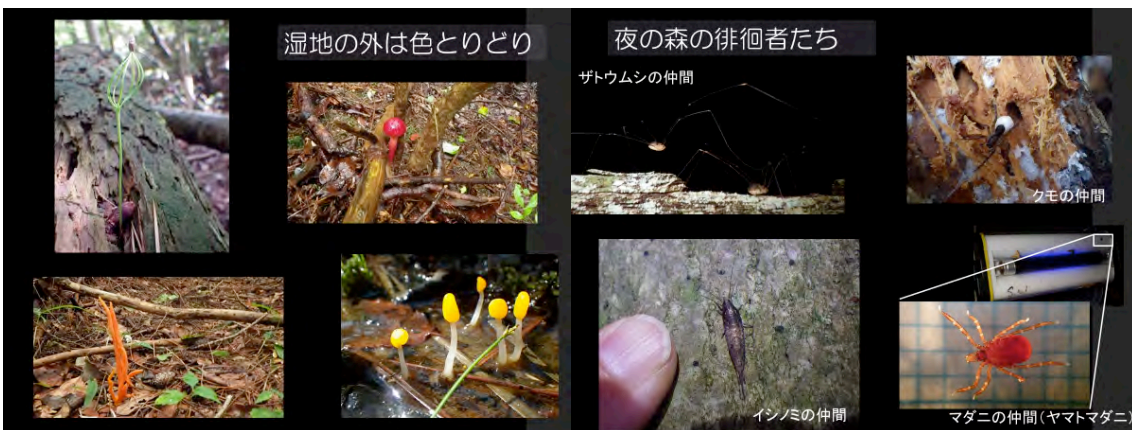 湿地の外は色とりどり
夜の森の徘徊者たち
ザトウムシの仲間
クモの仲間
イシノミの仲間
マダニの仲間(ヤマトマダニ)